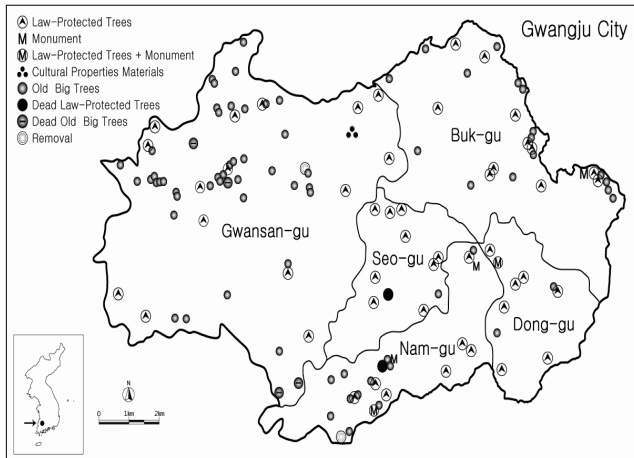 Gwangju City
Law-Protected Trees
M Monument
M Law-Protected Trees + Monument
Cultural Properties Materials
Old Big Trees
Dead Law-Protected Trees
Dead Old Big Trees
Removal
Buk-gu
M
Gwansan-gu
Seo-gu
M
M
Dong-gu
Nam-gu
M
M
N
0 1km 2km